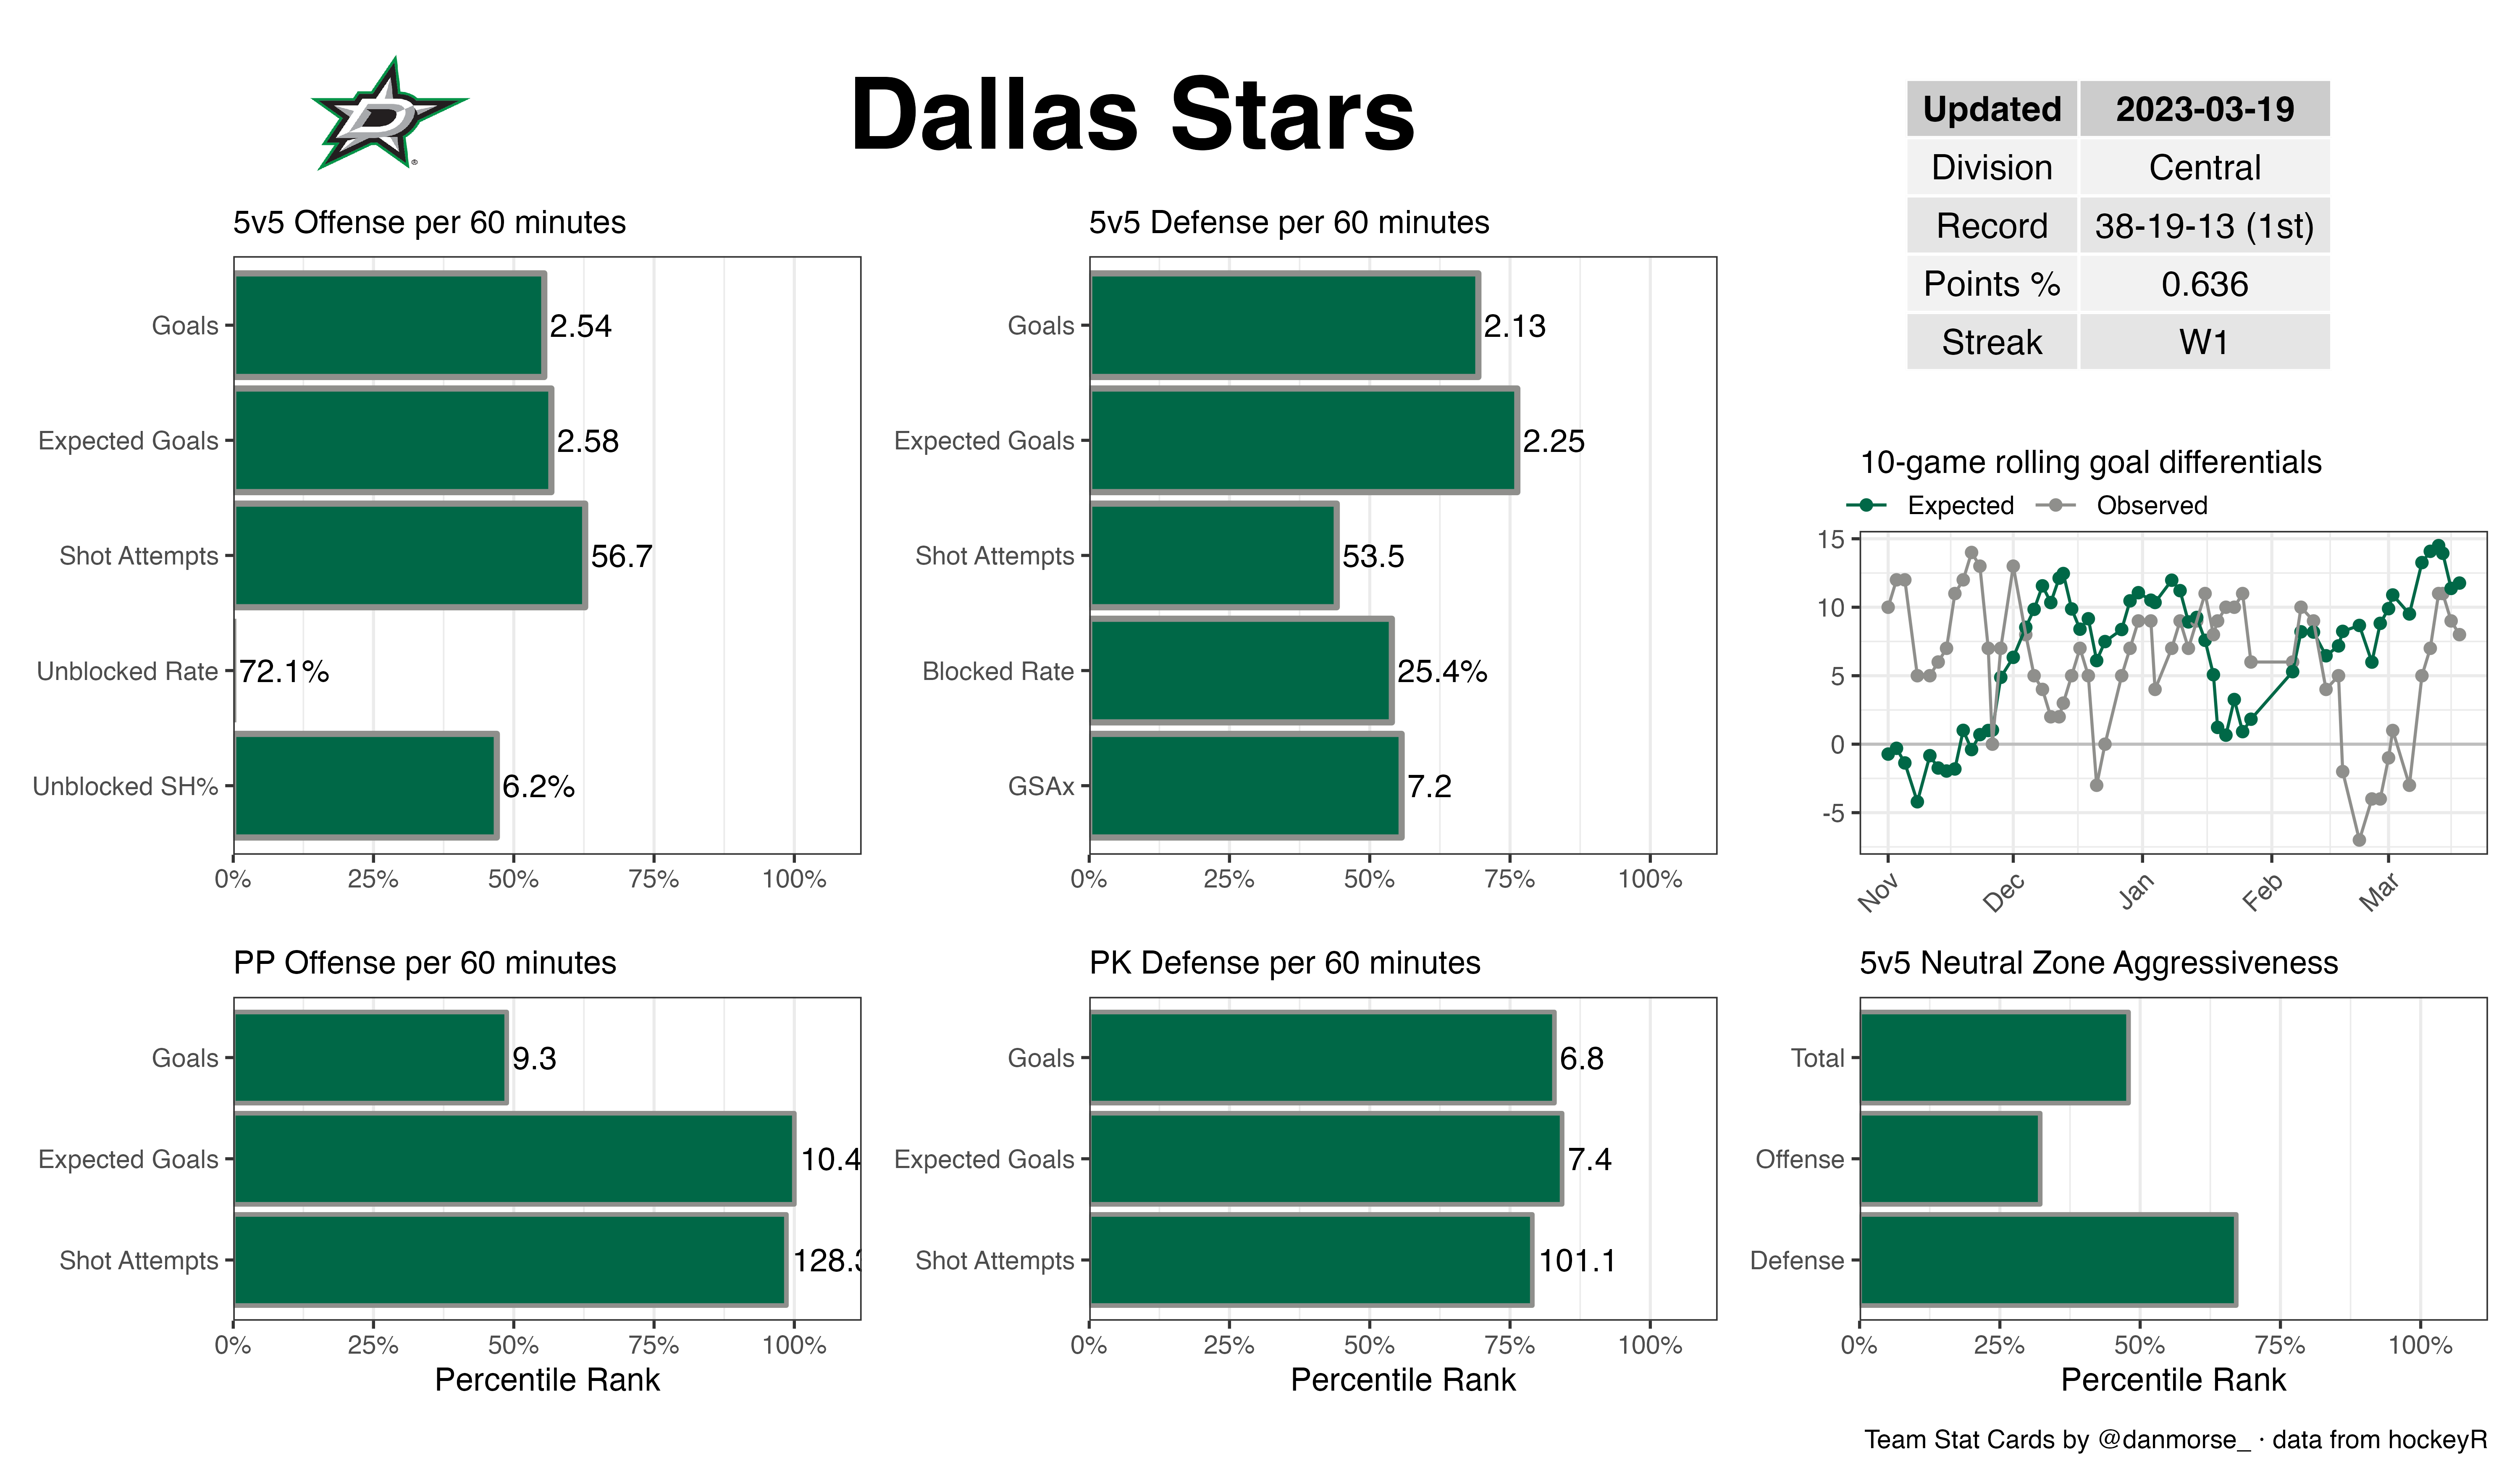 Dallas Stars
Updated 2023-03-19
Division Central
Record 38-19-13 (1st)
Points % 0.636
Streak W1
5v5 Offense per 60 minutes
Goals 2.54
Expected Goals 2.58
Shot Attempts 56.7
Unblocked Rate 72.1%
Unblocked SH% 6.2%
0% 25% 50% 75% 100%
5v5 Defense per 60 minutes
Goals 2.13
Expected Goals 2.25
Shot Attempts 53.5
Blocked Rate 25.4%
GSAx 7.2
0% 25% 50% 75% 100%
10-game rolling goal differentials
Expected Observed
15
10
5
0
-5
Nov Dec Jan Feb Mar
PP Offense per 60 minutes
Goals 9.3
Expected Goals 10.4
Shot Attempts 128.
0% 25% 50% 75% 100%
Percentile Rank
PK Defense per 60 minutes
Goals 6.8
Expected Goals 7.4
Shot Attempts 101.1
0% 25% 50% 75% 100%
Percentile Rank
5v5 Neutral Zone Aggressiveness
Total
Offense
Defense
0% 25% 50% 75% 100%
Percentile Rank
Team Stat Cards by @danmorse_ · data from hockeyR